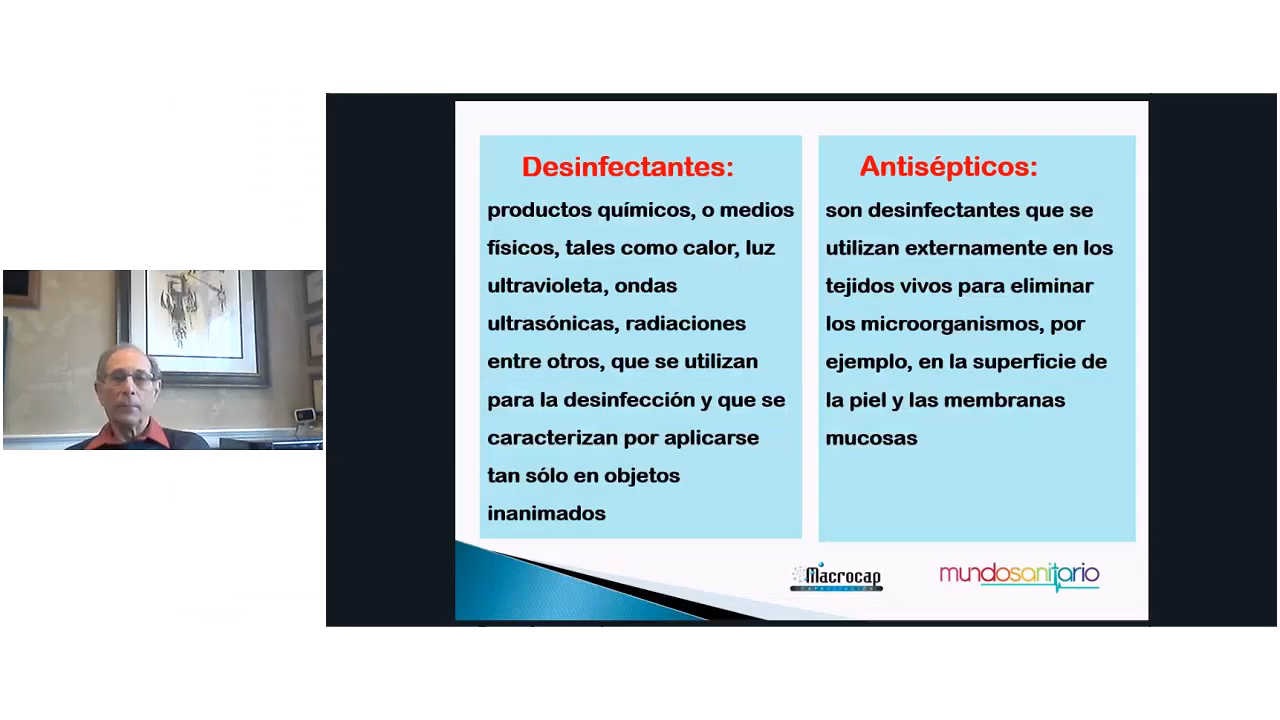 Desinfectantes:
productos químicos, o medios
físicos, tales como calor, luz
ultravioleta, ondas
ultrasónicas, radiaciones
entre otros, que se utilizan
para la desinfección y que se
caracterizan por aplicarse
tan sólo en objetos
inanimados
Antisépticos:
son desinfectantes que se
utilizan externamente en los
tejidos vivos para eliminar
los microorganismos, por
ejemplo, en la superficie de
la piel y las membranas
mucosas
Macrocap
CAPACITACIÓN
mundosanitario